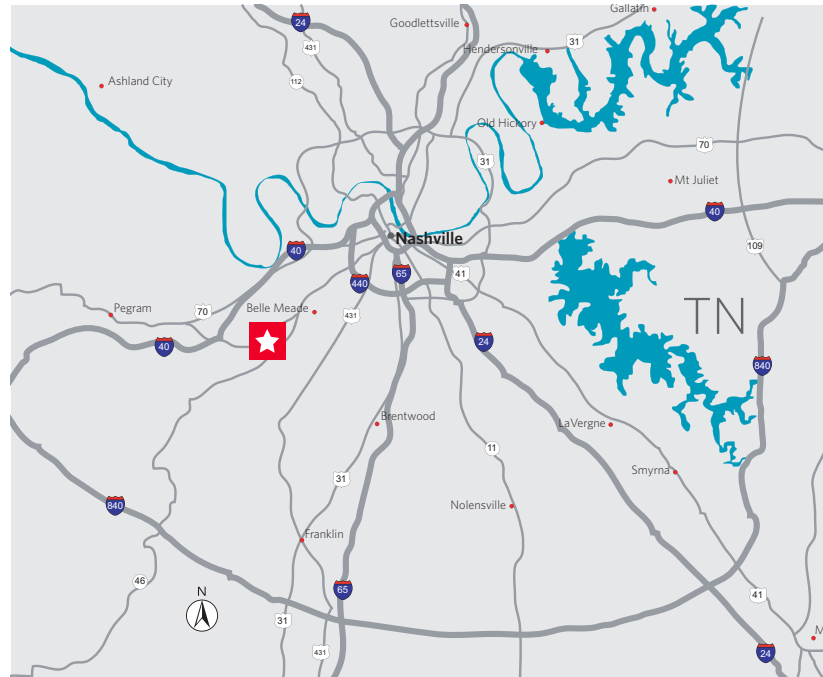 Gallatin
24
Goodlettsville
431
31
Hendersonville
Ashland City
112
Old Hickory
70
31
Mt Juliet
40
Nashville
40
109
65
41
440
Pegram
70
Belle Meade
431
TN
40
24
840
Brentwood
LaVergne
11
Smyrna
31
840
Nolensville
Franklin
46
65
N
41
31
M
431
24